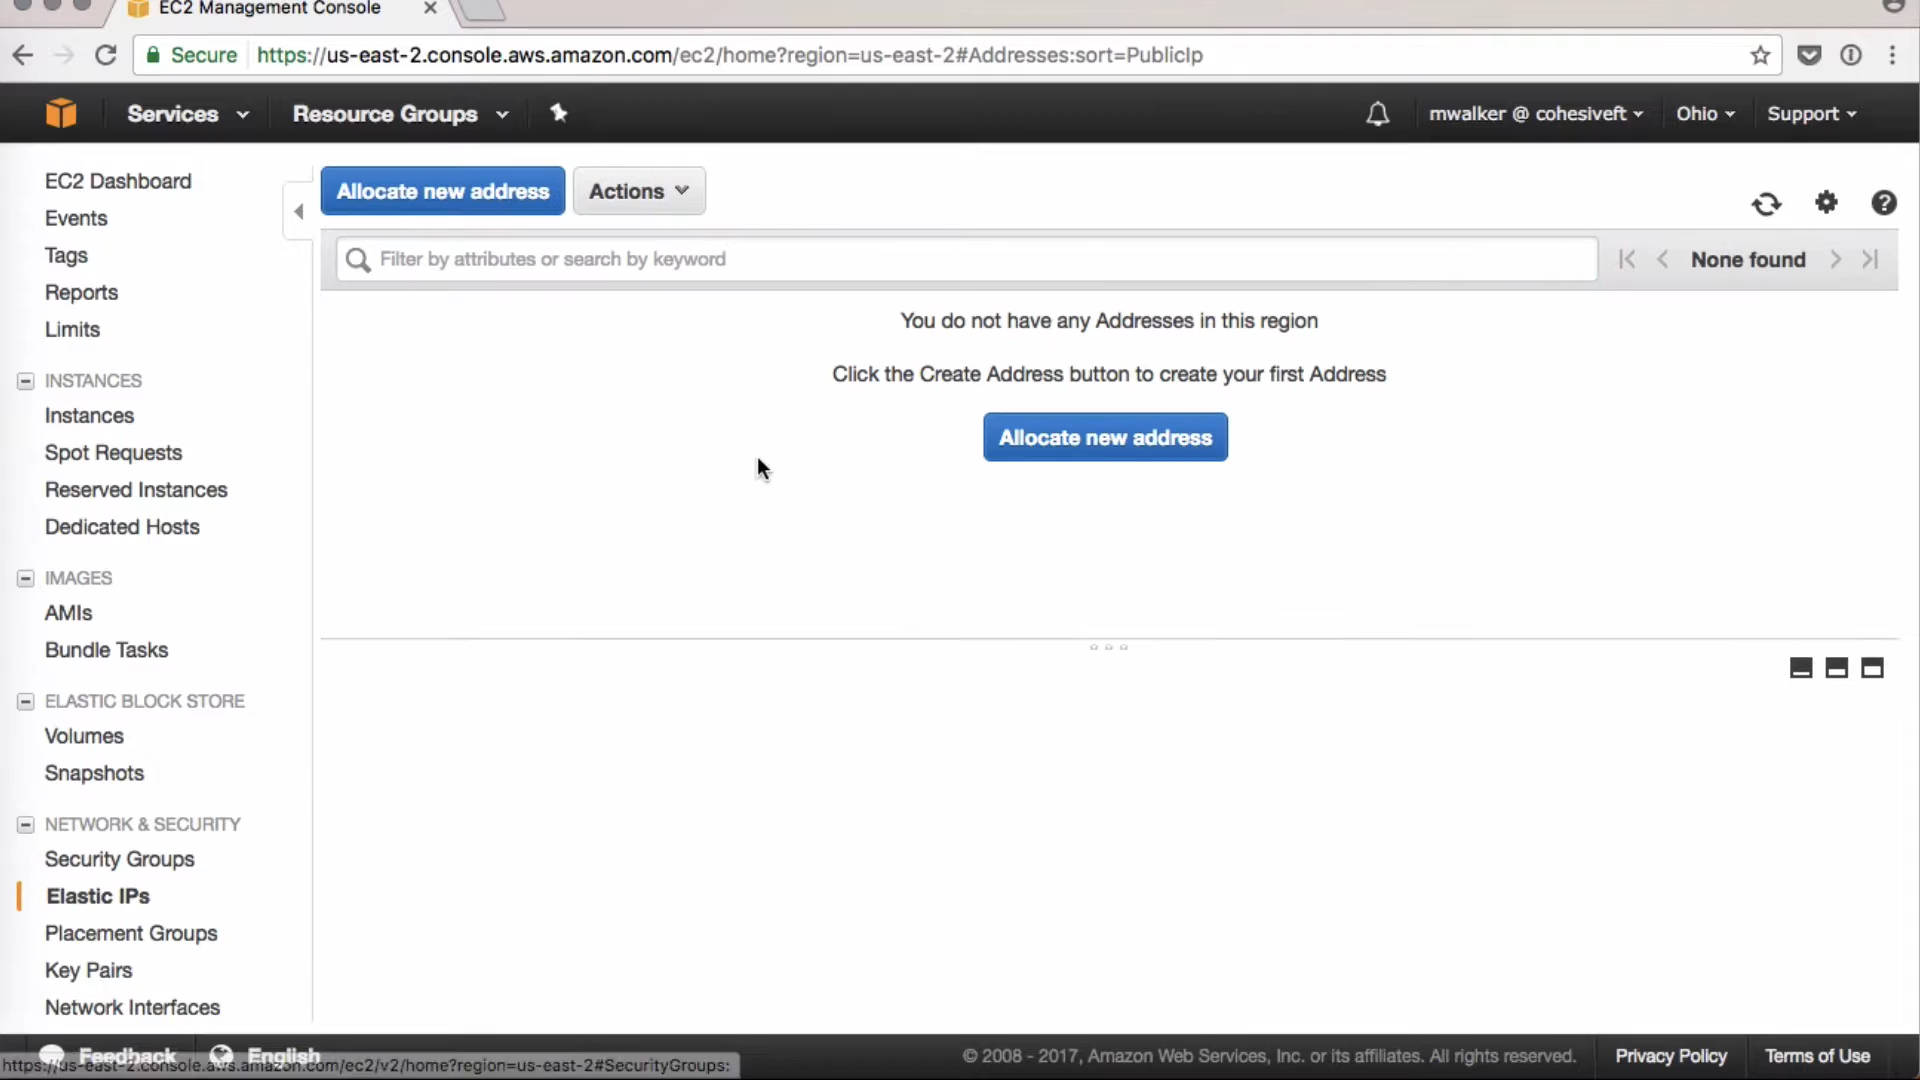 EC2 Management Console
Secure https://us-east-2.console.aws.amazon.com/ec2/home?region=us-east-2#Addresses:sort=PublicIp
Services Resource Groups mwalker @ cohesiveft Ohio Support
EC2 Dashboard
Events
Tags
Reports
Limits
INSTANCES
Instances
Spot Requests
Reserved Instances
Dedicated Hosts
IMAGES
AMIs
Bundle Tasks
ELASTIC BLOCK STORE
Volumes
Snapshots
NETWORK & SECURITY
Security Groups
Elastic IPs
Placement Groups
Key Pairs
Network Interfaces
Allocate new address Actions
Filter by attributes or search by keyword None found
You do not have any Addresses in this region
Click the Create Address button to create your first Address
Allocate new address
Feedback English © 2008 - 2017, Amazon Web Services, Inc. or its affiliates. All rights reserved. Privacy Policy Terms of Use
https://us-east-2.console.aws.amazon.com/ec2/v2/home?region=us-east-2#SecurityGroups: